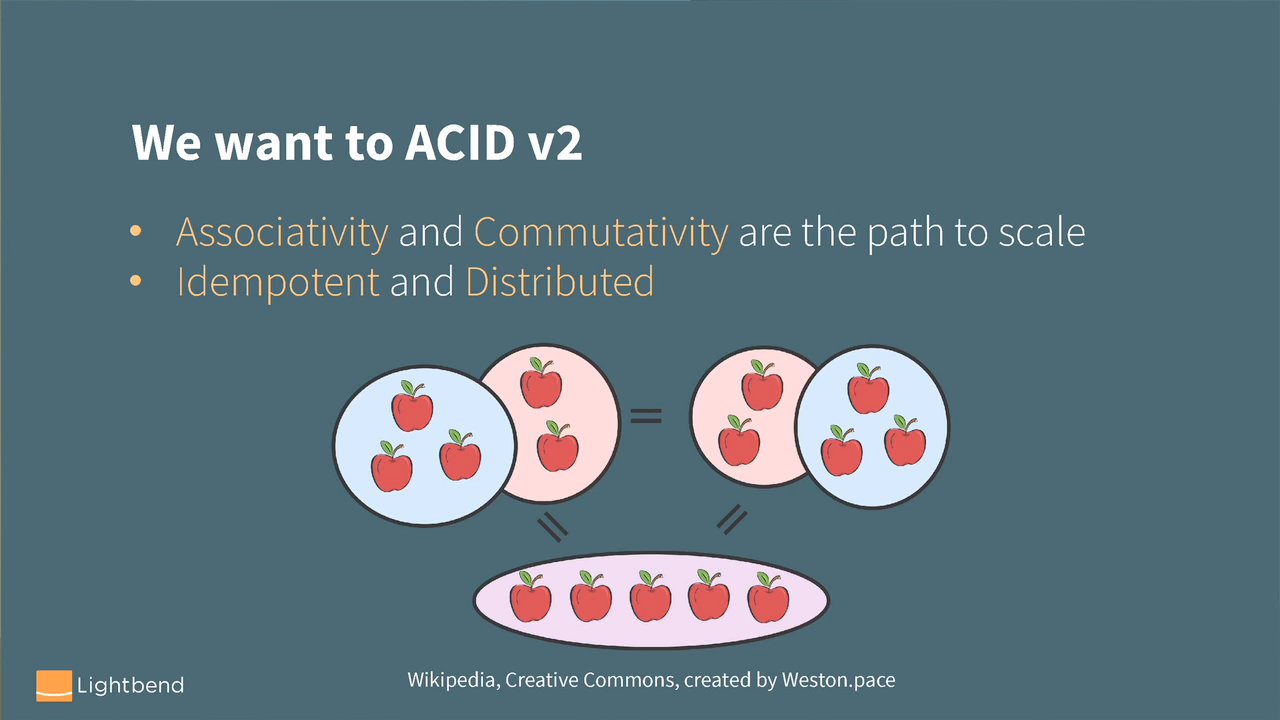 We want to ACID v2
• Associativity and Commutativity are the path to scale
• Idempotent and Distributed
=
= =
Lightbend
Wikipedia, Creative Commons, created by Weston.pace